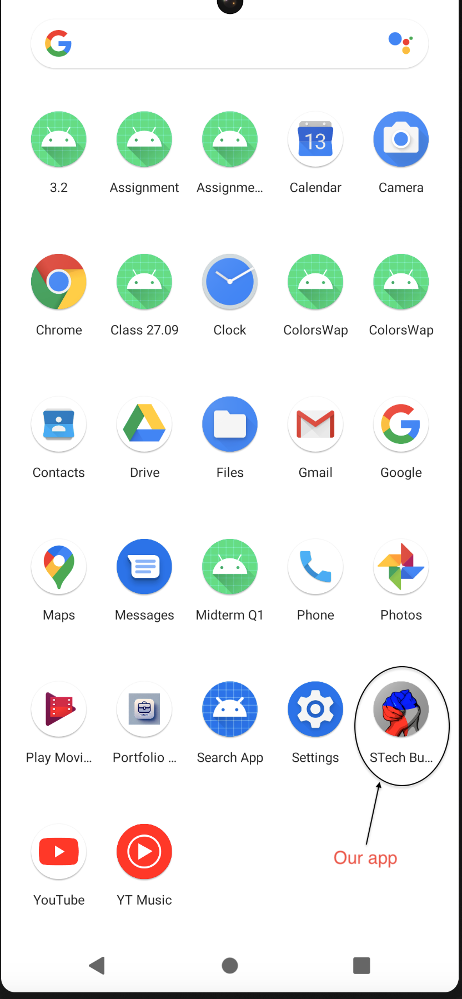 13
3.2 Assignment Assignme... Calendar Camera
Chrome Class 27.09 Clock ColorsWap ColorsWap
Contacts Drive Files Gmail Google
Maps Messages Midterm Q1 Phone Photos
Play Movi... Portfolio ... Search App Settings STech Bu...
Our app
YouTube YT Music